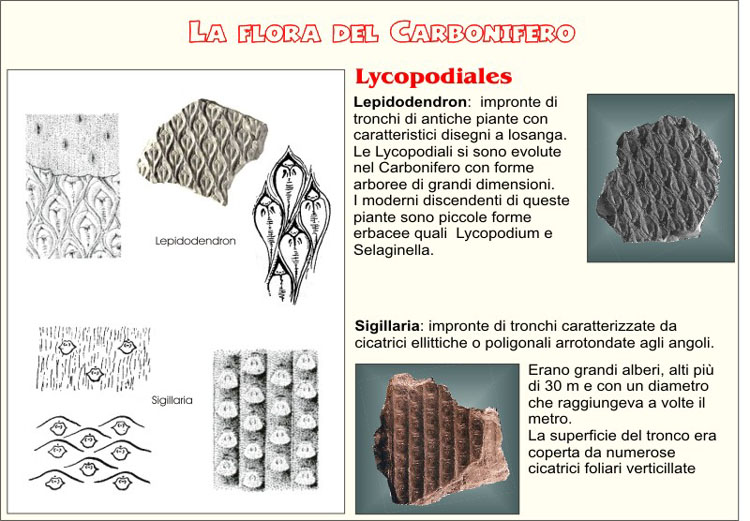 LA FLORA DEL CARBONIFERO
Lepidodendron
Sigillaria
Lycopodiales
Lepidodendron: impronte di
tronchi di antiche piante con
caratteristici disegni a losanga.
Le Lycopodiali si sono evolute
nel Carbonifero con forme
arboree di grandi dimensioni.
I moderni discendenti di queste
piante sono piccole forme
erbacee quali Lycopodium e
Selaginella.
Sigillaria: impronte di tronchi caratterizzate da
cicatrici ellittiche o poligonali arrotondate agli angoli.
Erano grandi alberi, alti più
di 30 m e con un diametro
che raggiungeva a volte il
metro.
La superficie del tronco era
coperta da numerose
cicatrici foliari verticillate